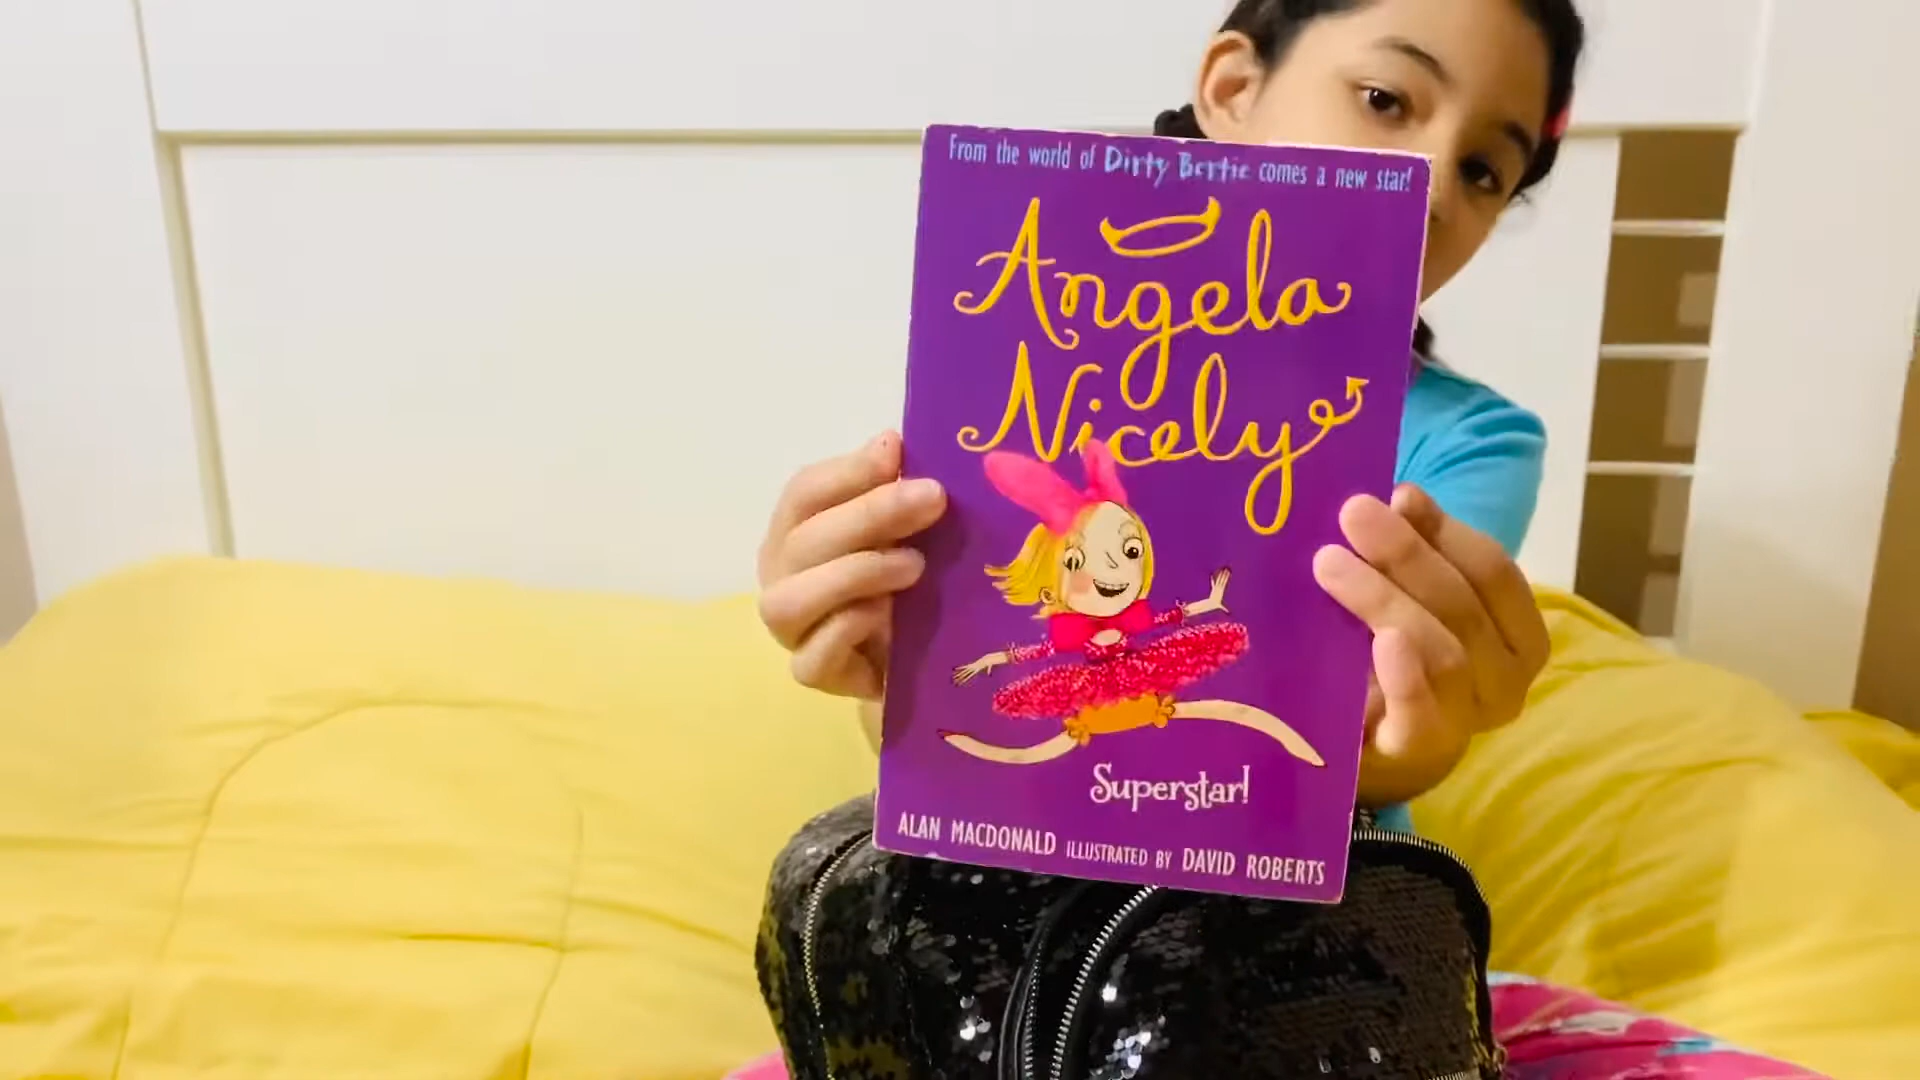 From the world of Dirty Bertie comes a new star!
Angela
Nicely
Superstar!
ALAN MACDONALD ILLUSTRATED BY DAVID ROBERTS